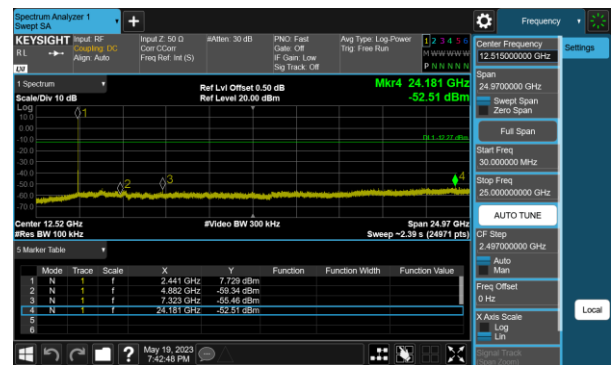 Spectrum Analyzer 1
Swept SA
+
Frequency
KEYSIGHT
RL
LW
Input: RF
Coupling: DC
Align: Auto
Input Z: 50 Ω
Corr CCorr
Freq Ref: Int (S)
#Atten: 30 dB
PNO: Fast
Gate: Off
IF Gain: Low
Sig Track: Off
Avg Type: Log-Power
Trig: Free Run
1 2 3 4 5 6
M W W W W W
P N N N N N
1 Spectrum
Scale/Div 10 dB
Log
Ref Lvl Offset 0.50 dB
Ref Level 20.00 dBm
Mkr4 24.181 GHz
-52.51 dBm
10.0
0.00
-10.0
-20.0
-30.0
-40.0
-50.0
-60.0
-70.0
1
2
3
4
DL1 -12.27 dBm
Center 12.52 GHz
#Res BW 100 kHz
#Video BW 300 kHz
Span 24.97 GHz
Sweep ~2.39 s (24971 pts)
5 Marker Table
Mode Trace Scale X Y Function Function Width Function Value
1 N 1 f 2.441 GHz 7.729 dBm
2 N 1 f 4.882 GHz -59.34 dBm
3 N 1 f 7.323 GHz -55.46 dBm
4 N 1 f 24.181 GHz -52.51 dBm
5
6
?
May 19, 2023
7:42:48 PM
Center Frequency
12.515000000 GHz
Span
24.9700000 GHz
Swept Span
Zero Span
Full Span
Start Freq
30.000000 MHz
Stop Freq
25.000000000 GHz
AUTO TUNE
CF Step
2.497000000 GHz
Auto
Man
Freq Offset
0 Hz
X Axis Scale
Log
Lin
Signal Track
(Span Zoom)
Settings
Local